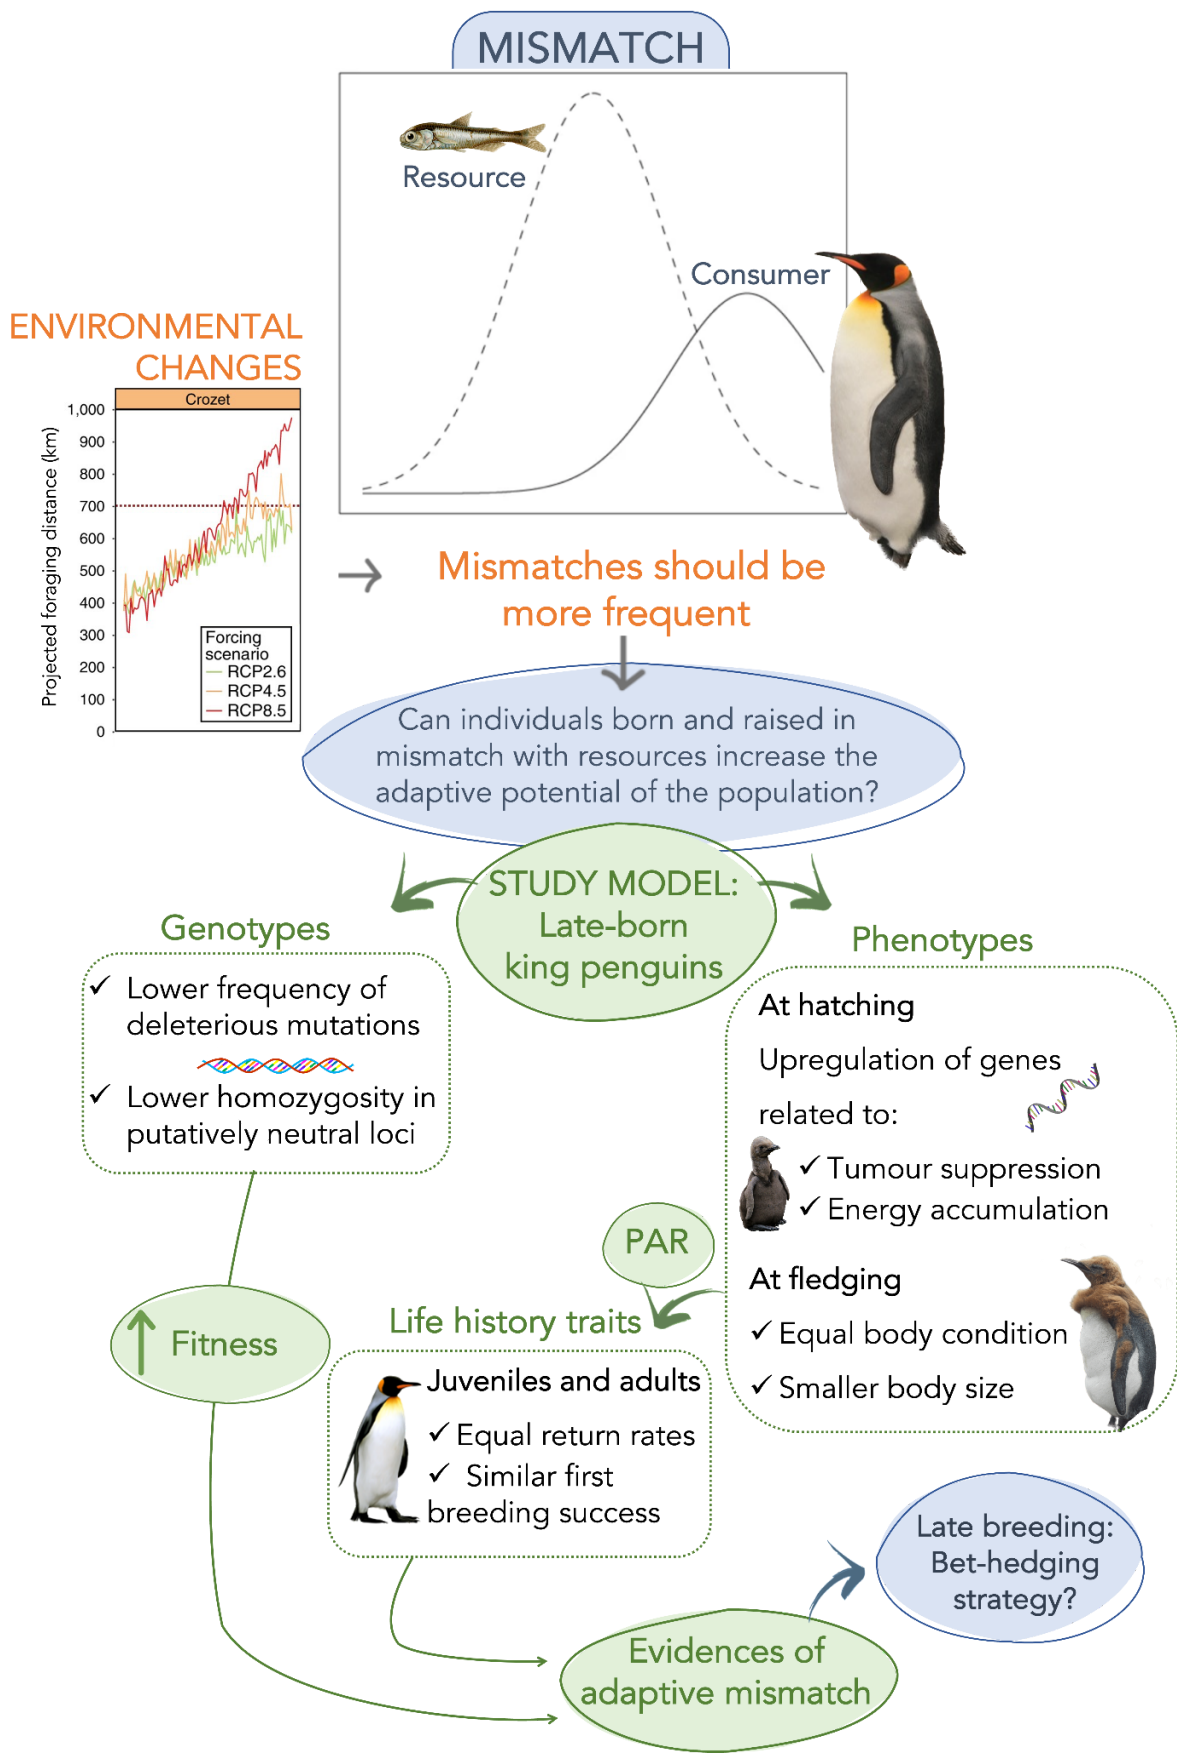 MISMATCH
Resource
Consumer
ENVIRONMENTAL
CHANGES
Crozet
Projected foraging distance (km)
1,000
900
800
700
600
500
400
300
200
100
0
Forcing
scenario
RCP2.6
RCP4.5
RCP8.5
Mismatches should be
more frequent
Can individuals born and raised in
mismatch with resources increase the
adaptive potential of the population?
STUDY MODEL:
Late-born
king penguins
Genotypes
✓ Lower frequency of
deleterious mutations
✓ Lower homozygosity in
putatively neutral loci
Phenotypes
At hatching
Upregulation of genes
related to:
✓ Tumour suppression
✓ Energy accumulation
At fledging
✓ Equal body condition
✓ Smaller body size
PAR
Fitness
Life history traits
Juveniles and adults
✓ Equal return rates
✓ Similar first
breeding success
Late breeding:
Bet-hedging
strategy?
Evidences of
adaptive mismatch